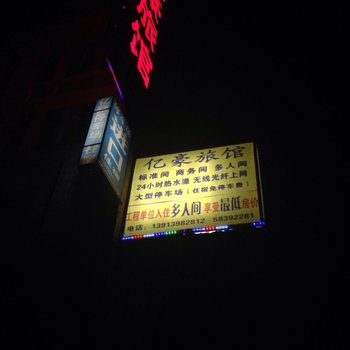 亿豪旅馆
标准间 商务间 多人间
24小时热水澡 无线光纤上网
大型停车场（住宿免停车费）
工程单位入住多人间享受最低房价
电话：13913982812 58392281